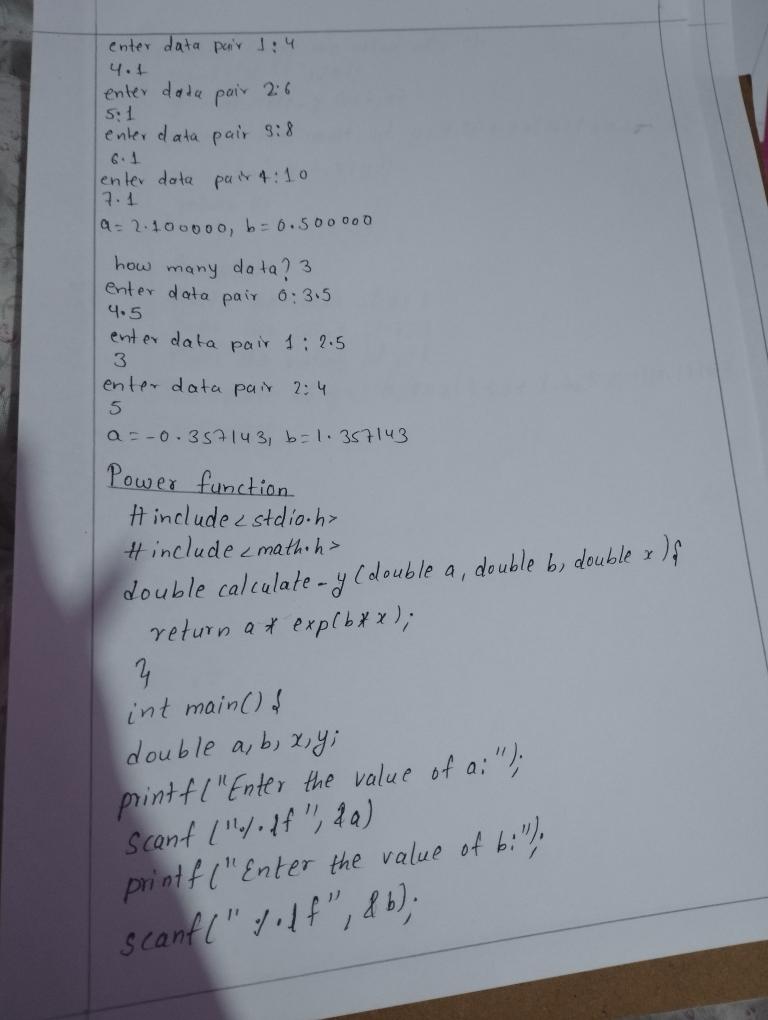 enter data pair 1:4
4.1
enter data pair 2:6
5:1
enter data pair 3:8
6.1
enter data pair 4:10
7.1
a=2.100000, b=0.500000
how many data? 3
enter data pair 0:3.5
4.5
enter data pair 1:2.5
3
enter data pair 2:4
5
a=-0.357143, b=1.357143
Power function
#include<stdio.h>
#include<math.h>
double calculate-y(double a, double b, double x){
return a* exp(b*x);
}
int main() {
double a,b,x,y;
printf("Enter the value of a:");
scanf ("%.lf", &a)
printf("Enter the value of b:");
scanf("%.lf", &b);